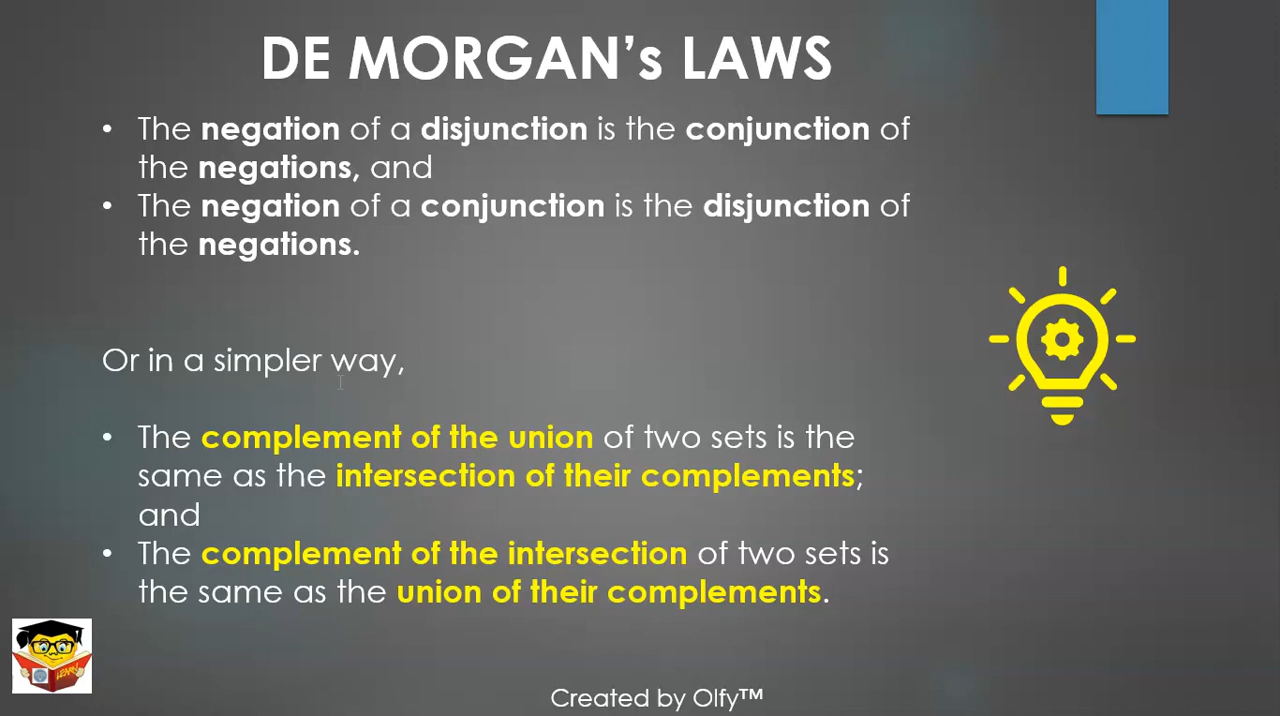 DE MORGAN’s LAWS
• The negation of a disjunction is the conjunction of
the negations, and
• The negation of a conjunction is the disjunction of
the negations.
Or in a simpler way,
• The complement of the union of two sets is the
same as the intersection of their complements;
and
• The complement of the intersection of two sets is
the same as the union of their complements.
LEARN
Created by Olfy™